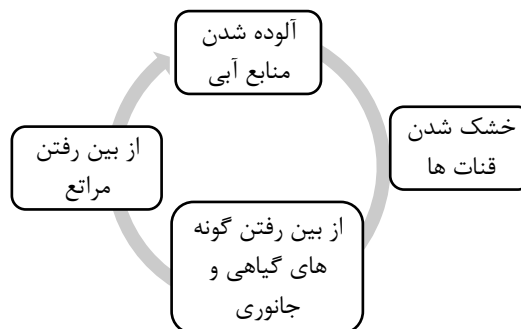 آلوده شدن
منابع آبی
خشک شدن
قنات ها
از بین رفتن گونه
های گیاهی و
جانوری
از بین رفتن
مراتع